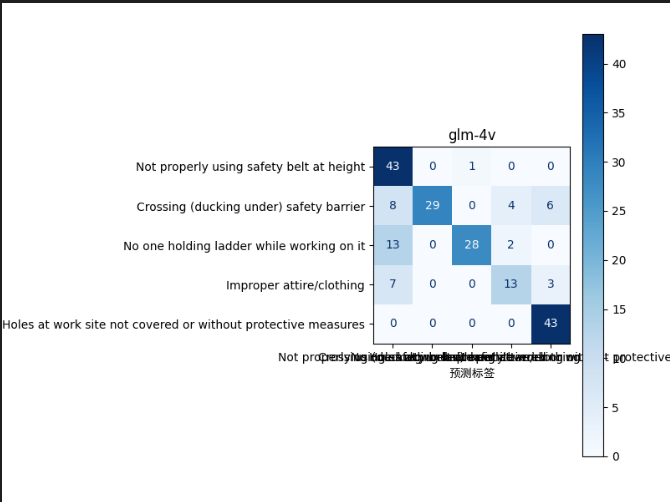 glm-4v
Not properly using safety belt at height
43 0 1 0 0
Crossing (ducking under) safety barrier
8 29 0 4 6
No one holding ladder while working on it
13 0 28 2 0
Improper attire/clothing
7 0 0 13 3
Holes at work site not covered or without protective measures
0 0 0 0 43
预测标签
40
35
30
25
20
15
10
5
0